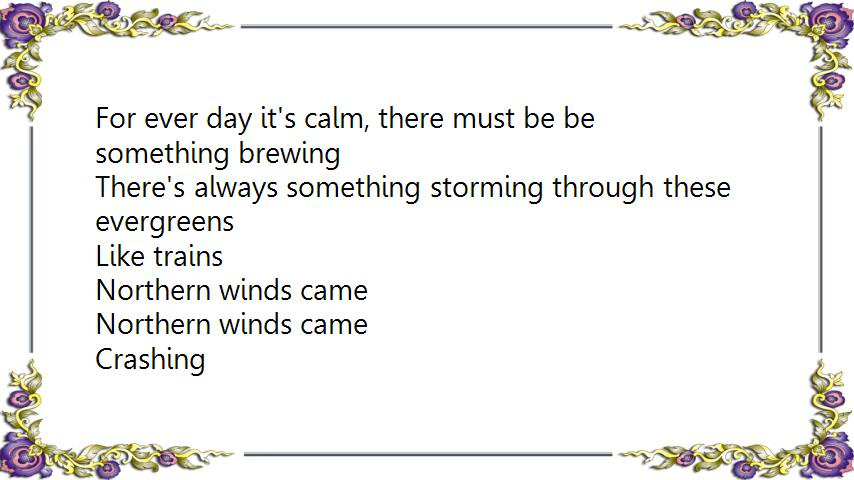 For ever day it's calm, there must be be
something brewing
There's always something storming through these
evergreens
Like trains
Northern winds came
Northern winds came
Crashing